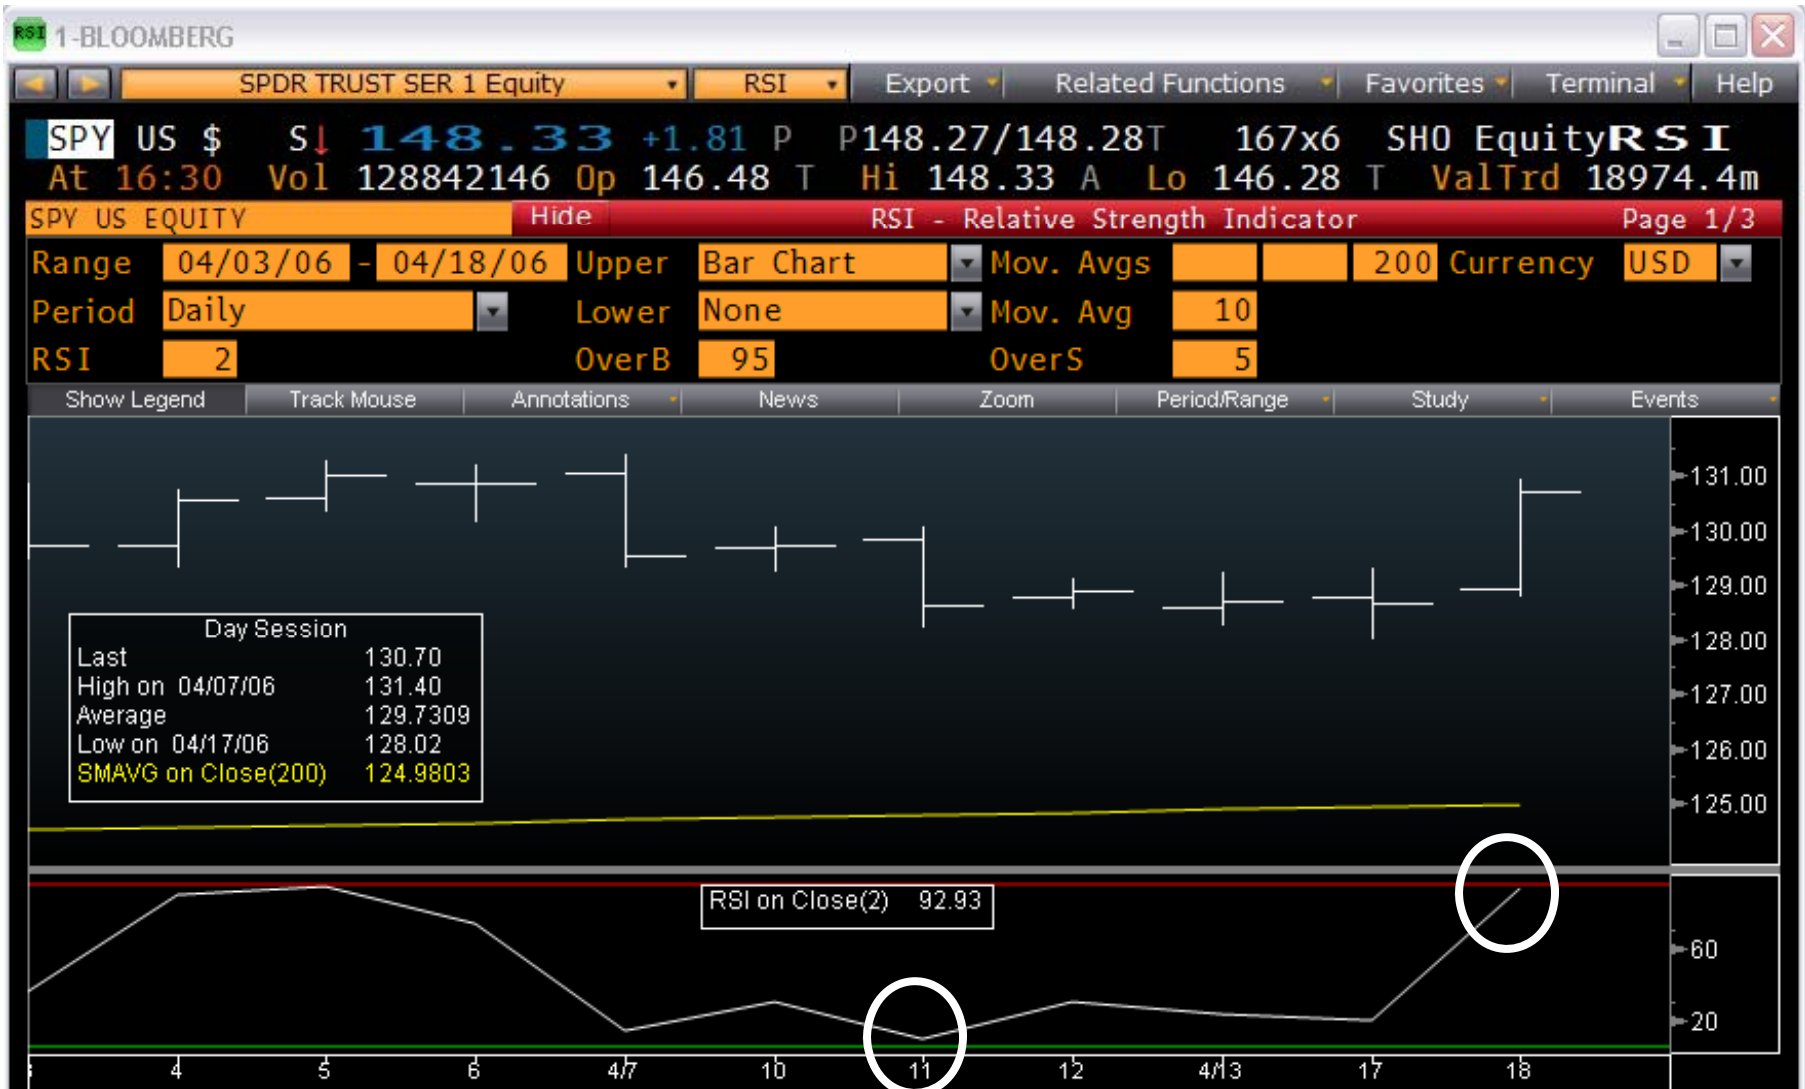 RSI 1-BLOOMBERG
SPDR TRUST SER 1 Equity RSI Export Related Functions Favorites Terminal Help
SPY US $ S↓ 148.33 +1.81 P P148.27/148.28T 167x6 SHO Equity RSI
At 16:30 Vol 128842146 Op 146.48 T Hi 148.33 A Lo 146.28 T ValTrd 18974.4m
SPY US EQUITY Hide RSI - Relative Strength Indicator Page 1/3
Range 04/03/06 - 04/18/06 Upper Bar Chart Mov. Avgs 200 Currency USD
Period Daily Lower None Mov. Avg 10
RSI 2 OverB 95 OverS 5
Show Legend Track Mouse Annotations News Zoom Period/Range Study Events
131.00
130.00
129.00
128.00
127.00
126.00
125.00
Day Session
Last 130.70
High on 04/07/06 131.40
Average 129.7309
Low on 04/17/06 128.02
SMAVG on Close(200) 124.9803
RSI on Close(2) 92.93
60
20
4 5 6 4/7 10 11 12 4/13 17 18